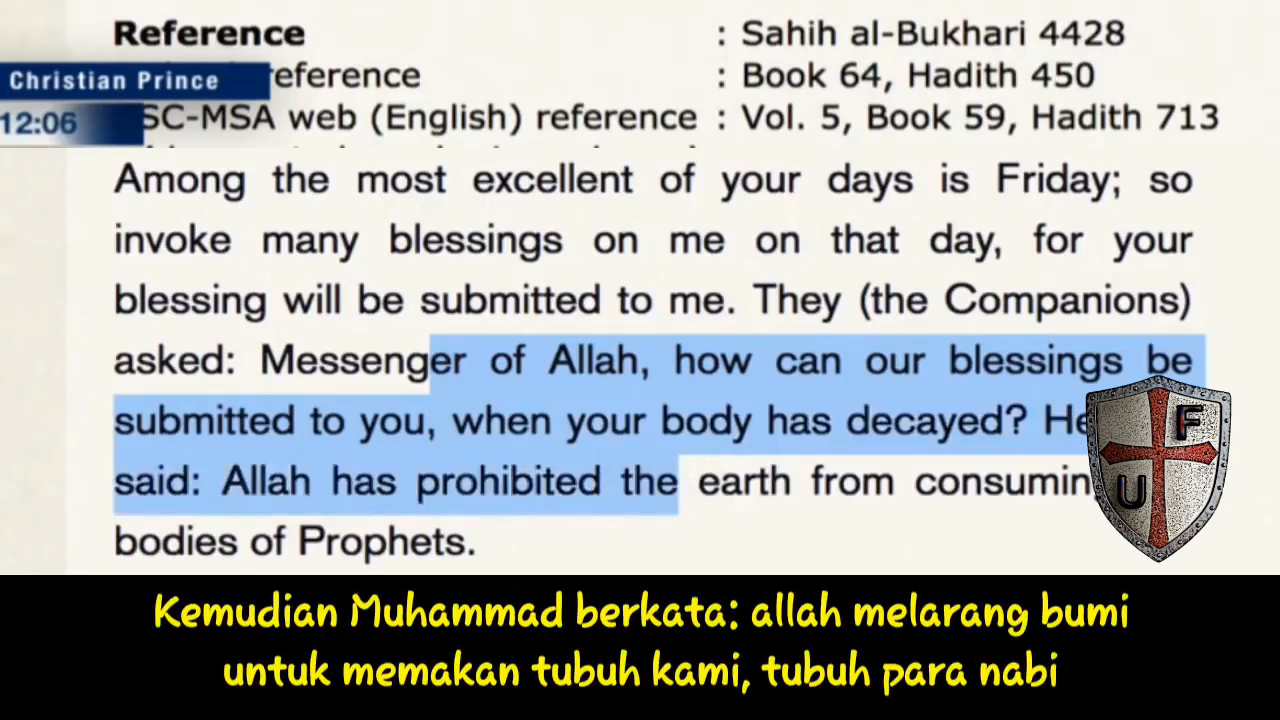 Reference : Sahih al-Bukhari 4428
Christian Prince
reference : Book 64, Hadith 450
12:06
SC-MSA web (English) reference : Vol. 5, Book 59, Hadith 713
Among the most excellent of your days is Friday; so
invoke many blessings on me on that day, for your
blessing will be submitted to me. They (the Companions)
asked: Messenger of Allah, how can our blessings be
submitted to you, when your body has decayed? He
said: Allah has prohibited the earth from
bodies of Prophets.
F
U
Kemudian Muhammad berkata: allah melarang bumi
untuk memakan tubuh kami, tubuh para nabi